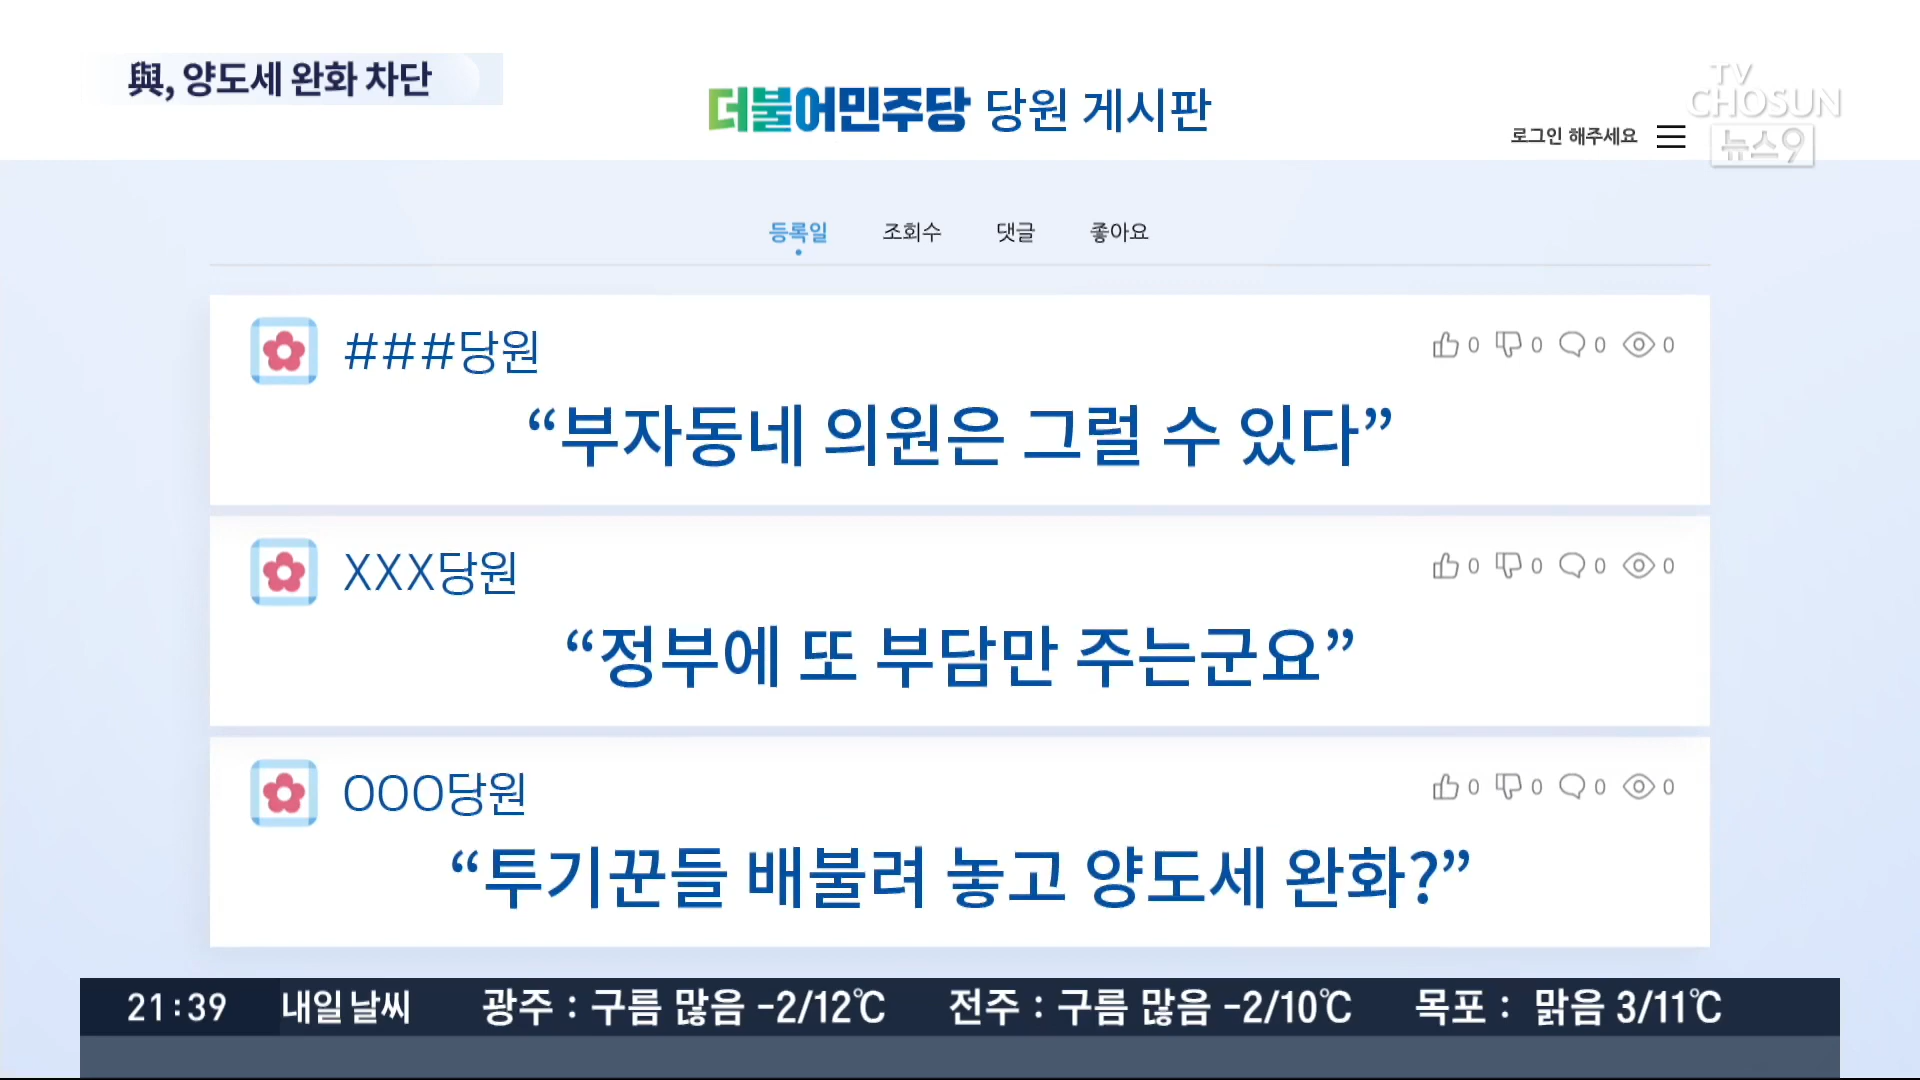 與, 양도세 완화 차단
더불어민주당 당원 게시판
TV CHOSUN
뉴스9
로그인 해주세요
등록일 조회수 댓글 좋아요
###당원
0 0 0 0
“부자동네 의원은 그럴 수 있다”
XXX당원
0 0 0 0
“정부에 또 부담만 주는군요”
OOO당원
0 0 0 0
“투기꾼들 배불려 놓고 양도세 완화?”
21:39 내일 날씨 광주 : 구름 많음 -2/12℃ 전주 : 구름 많음 -2/10℃ 목포 : 맑음 3/11℃